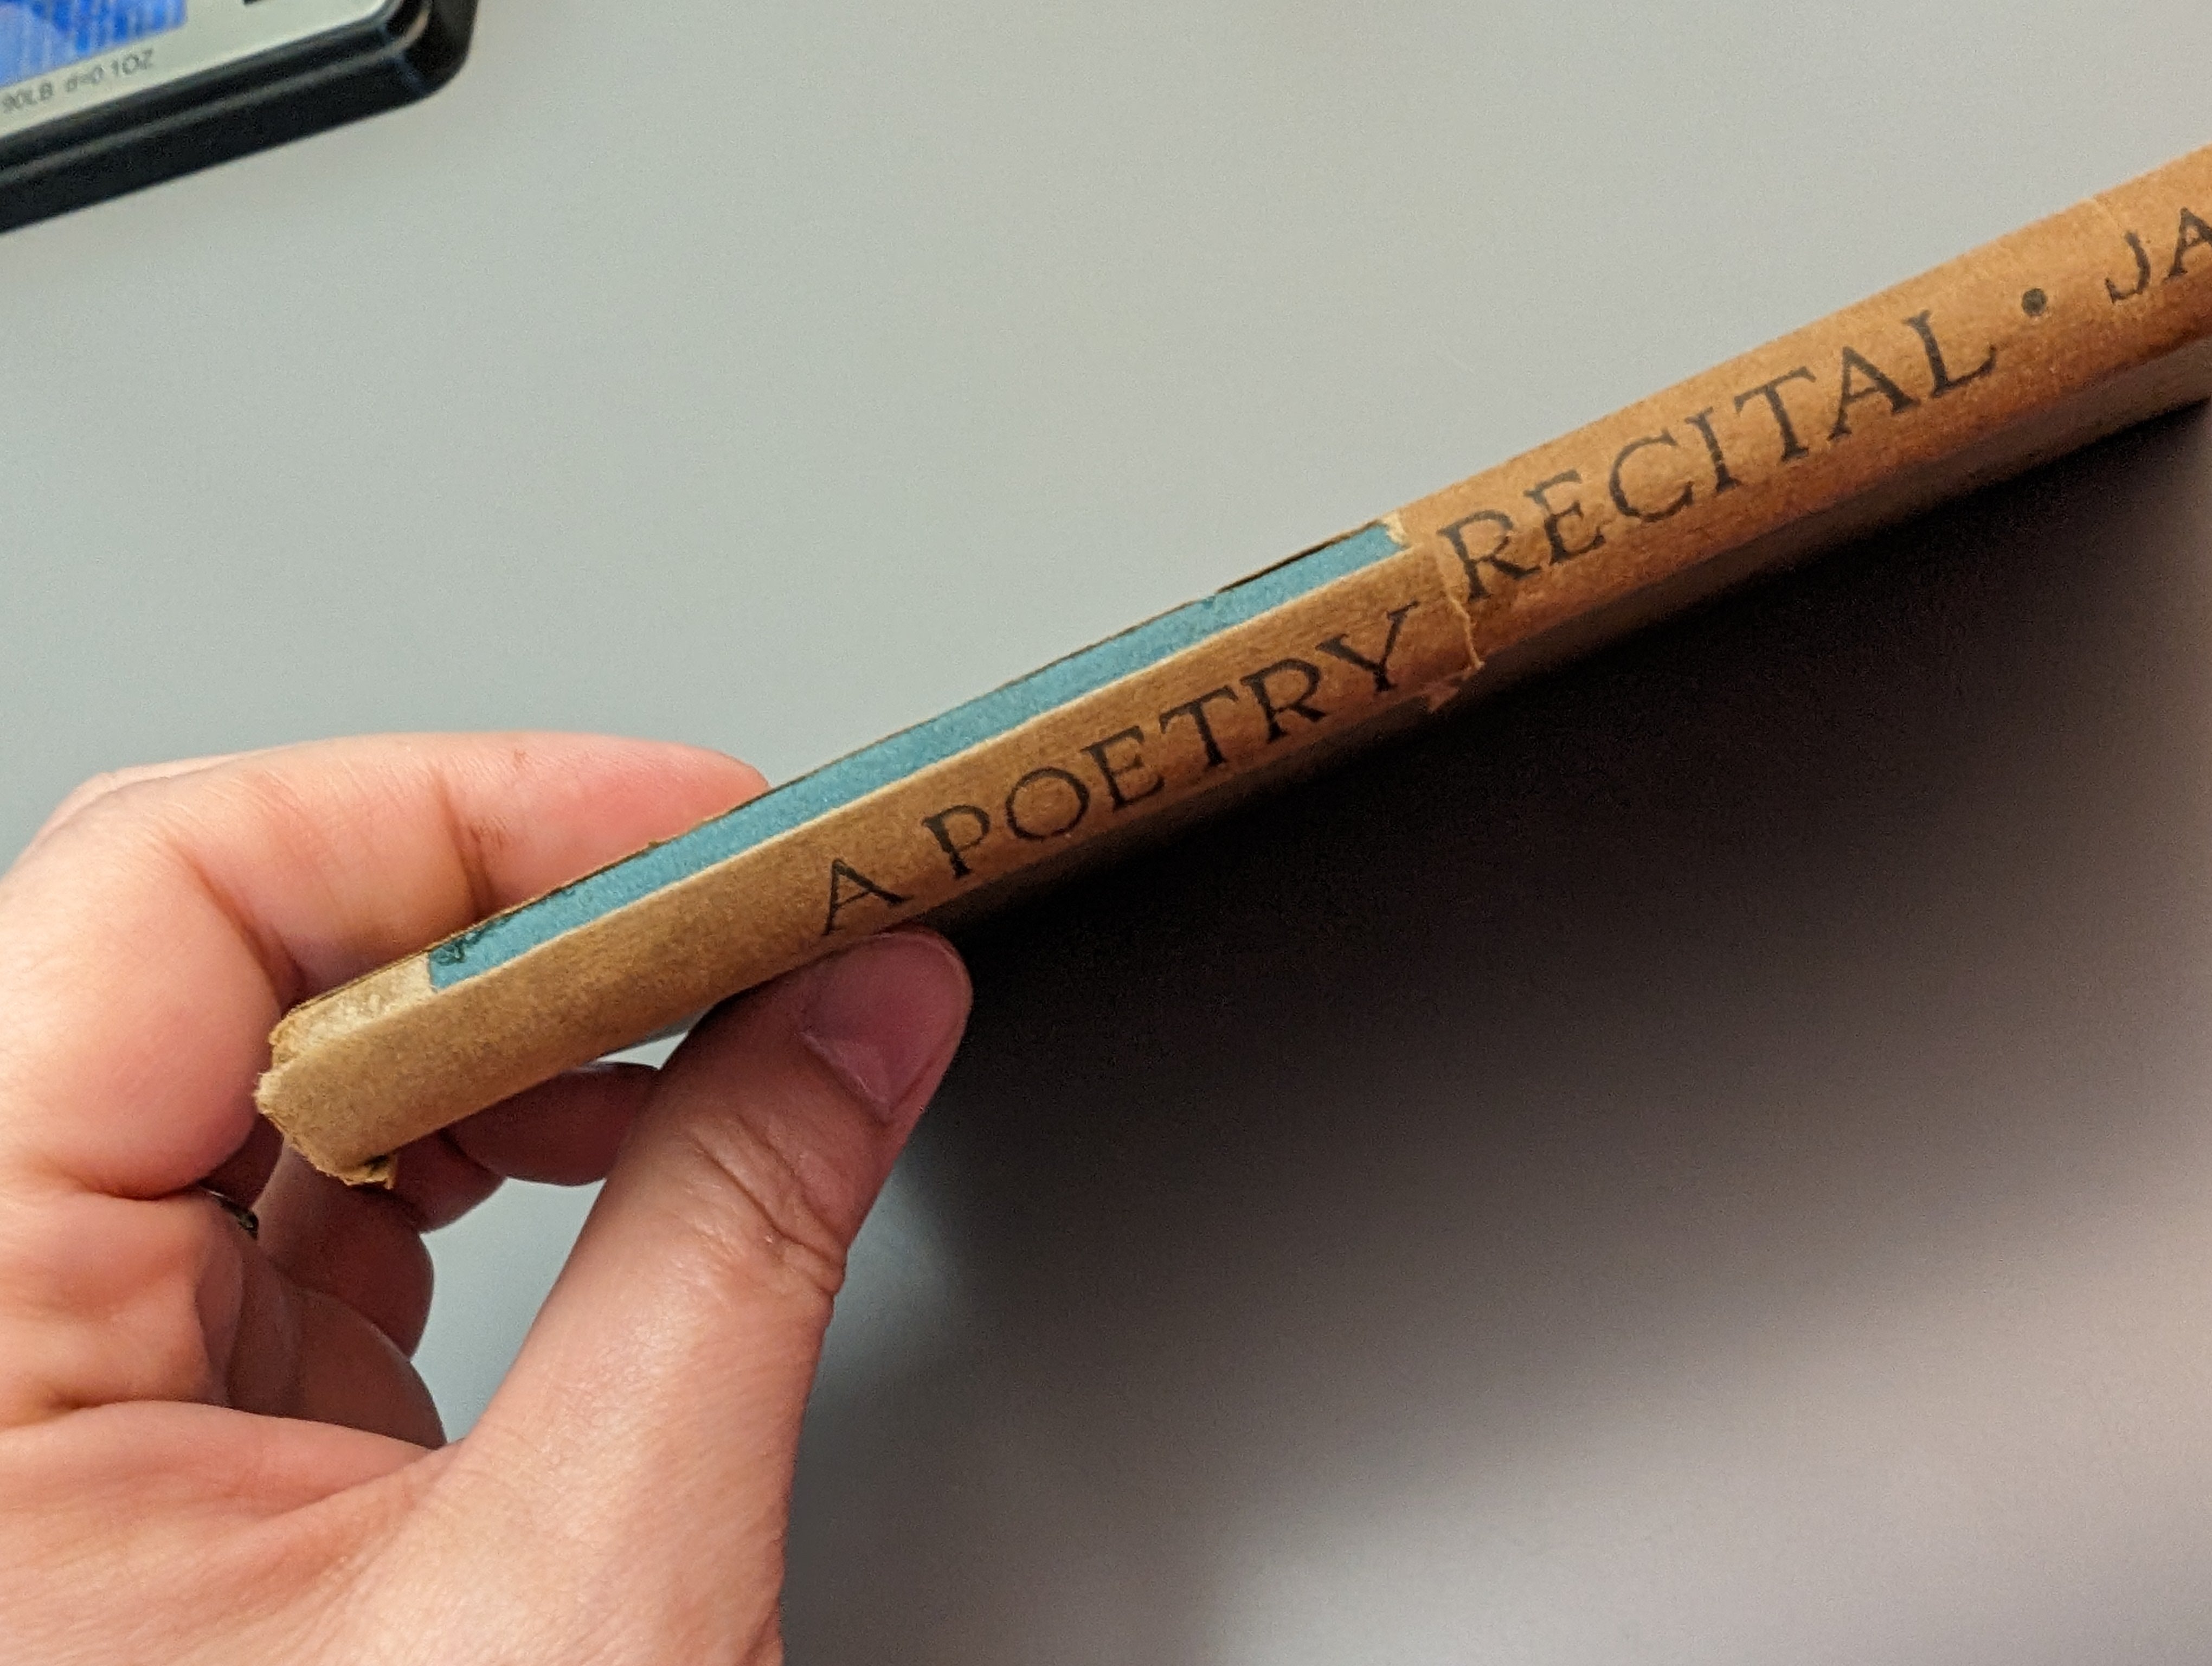 90LB d=0.1OZ
A POETRY RECITAL • JA